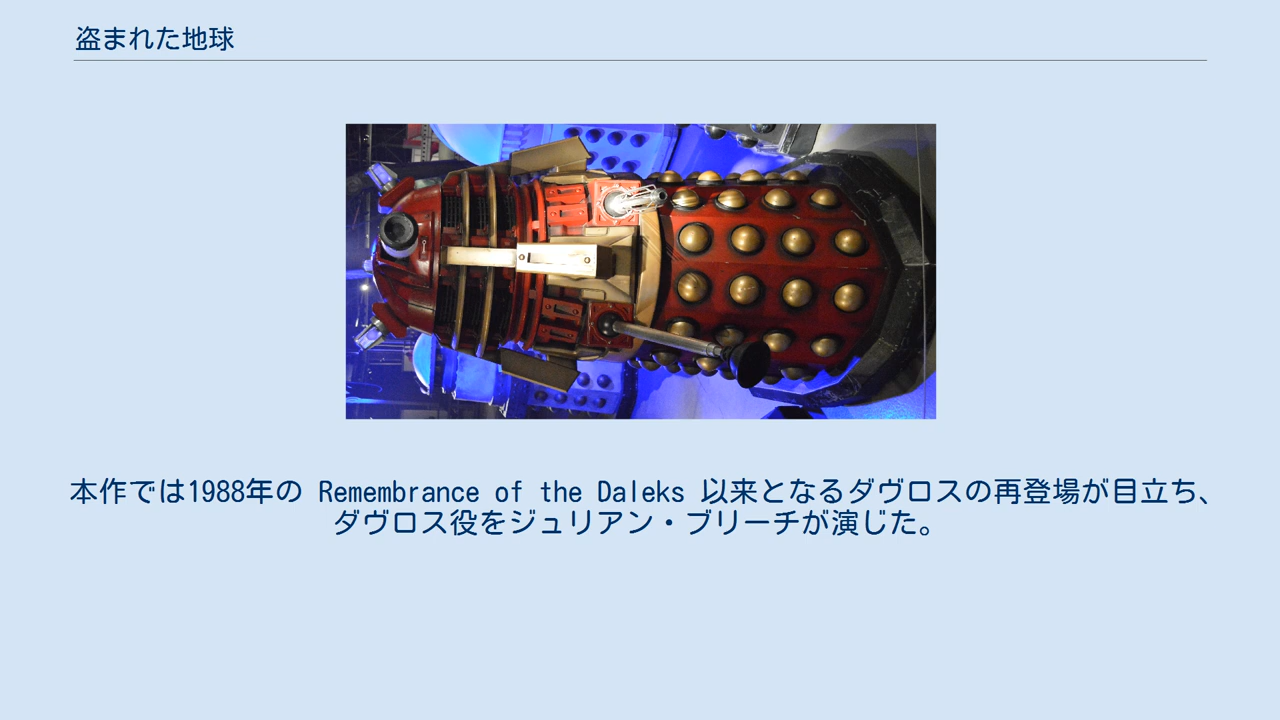 盗まれた地球
本作では1988年の Remembrance of the Daleks 以来となるダヴロスの再登場が目立ち、
ダヴロス役をジュリアン・ブリーチが演じた。